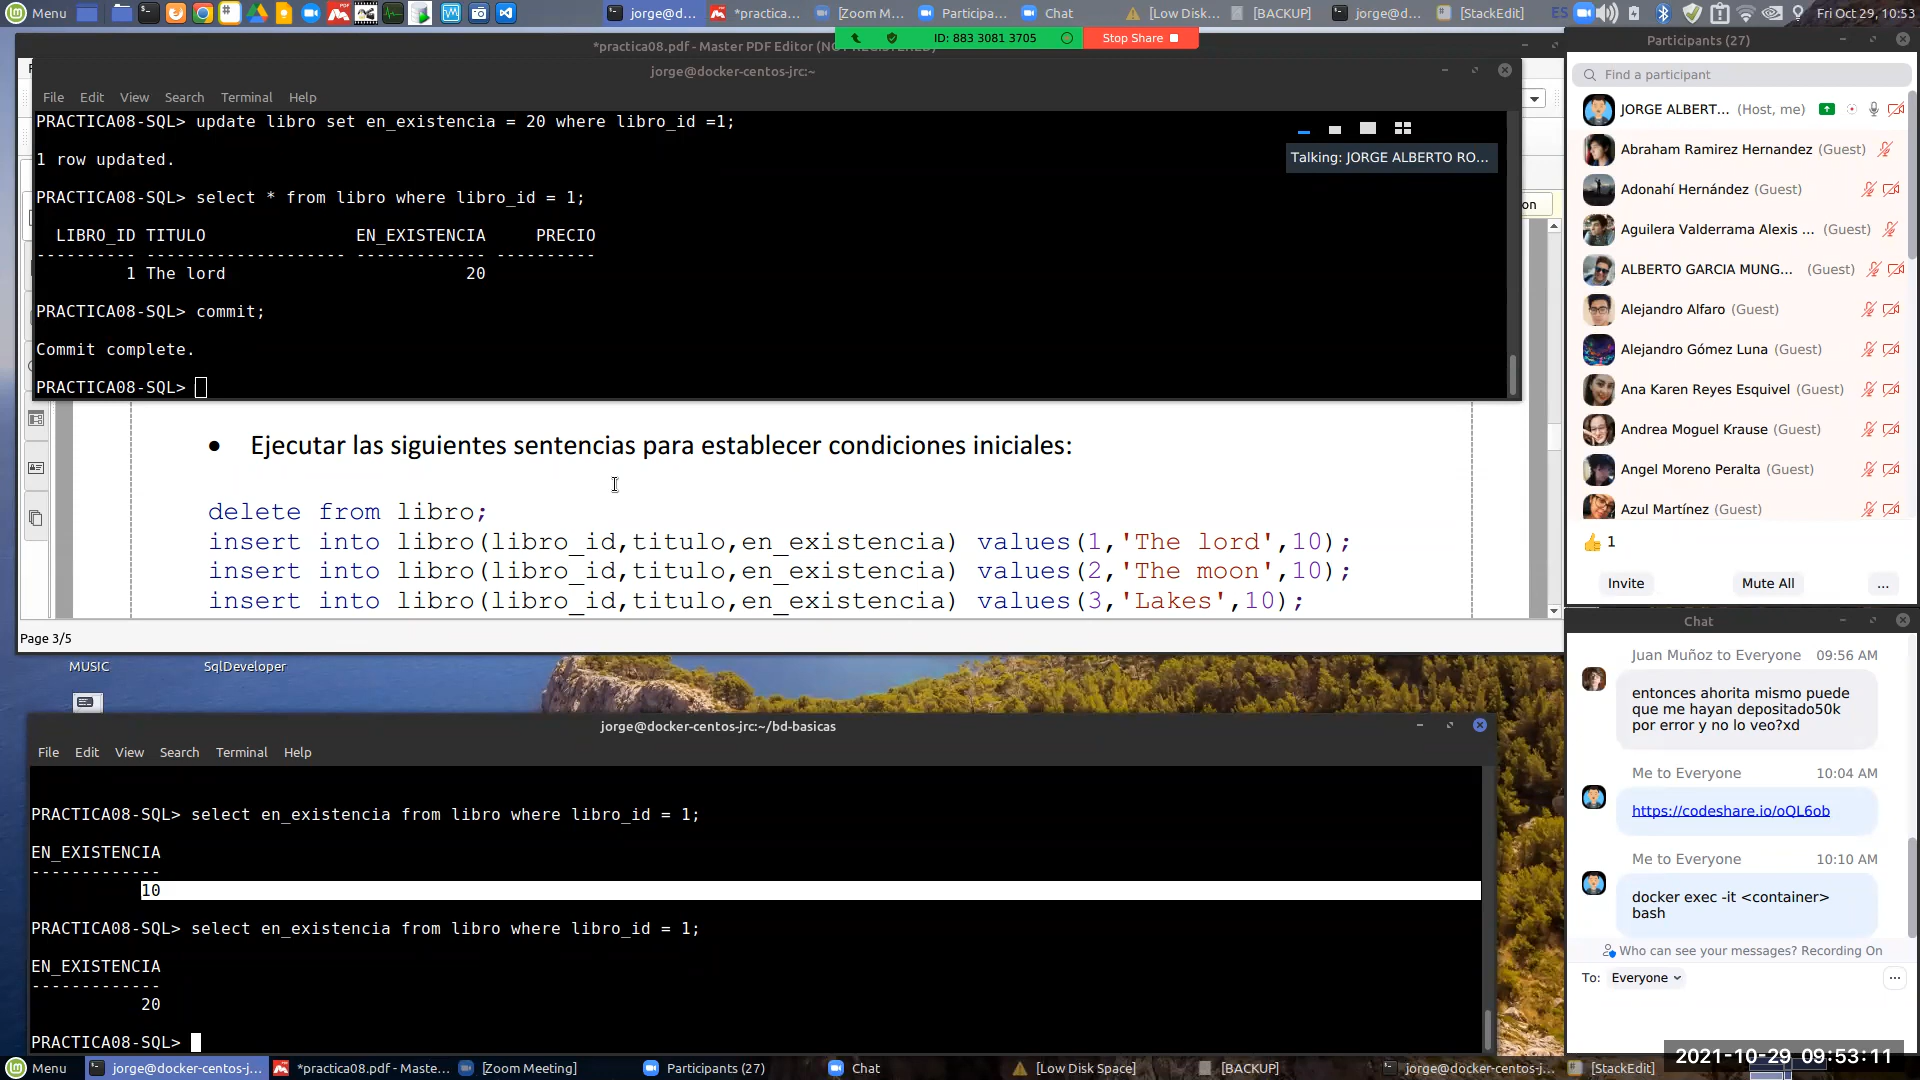 Menu
jorge@d...
*practica...
[Zoom M...
Participa...
Chat
[Low Disk...
[BACKUP]
jorge@d...
[StackEdit]
ES
Fri Oct 29, 10:53
*practica08.pdf - Master PDF Editor (NOT REGISTERED)
ID: 883 3081 3705
Stop Share
jorge@docker-centos-jrc:~
File Edit View Search Terminal Help
PRACTICA08-SQL> update libro set en_existencia = 20 where libro_id =1;
1 row updated.
PRACTICA08-SQL> select * from libro where libro_id = 1;
LIBRO_ID TITULO EN_EXISTENCIA PRECIO
---------- -------------------- ------------- ----------
1 The lord 20
PRACTICA08-SQL> commit;
Commit complete.
PRACTICA08-SQL>
Talking: JORGE ALBERTO RO...
on
• Ejecutar las siguientes sentencias para establecer condiciones iniciales:
delete from libro;
insert into libro(libro_id,titulo,en_existencia) values(1,'The lord',10);
insert into libro(libro_id,titulo,en_existencia) values(2,'The moon',10);
insert into libro(libro_id,titulo,en_existencia) values(3,'Lakes',10);
Page 3/5
MUSIC
SqlDeveloper
jorge@docker-centos-jrc:~/bd-basicas
File Edit View Search Terminal Help
PRACTICA08-SQL> select en_existencia from libro where libro_id = 1;
EN_EXISTENCIA
-------------
10
PRACTICA08-SQL> select en_existencia from libro where libro_id = 1;
EN_EXISTENCIA
-------------
20
PRACTICA08-SQL>
Participants (27)
Find a participant
JORGE ALBERT... (Host, me)
Abraham Ramirez Hernandez (Guest)
Adonahí Hernández (Guest)
Aguilera Valderrama Alexis ... (Guest)
ALBERTO GARCIA MUNG... (Guest)
Alejandro Alfaro (Guest)
Alejandro Gómez Luna (Guest)
Ana Karen Reyes Esquivel (Guest)
Andrea Moguel Krause (Guest)
Angel Moreno Peralta (Guest)
Azul Martínez (Guest)
👍 1
Invite
Mute All
...
Chat
Juan Muñoz to Everyone 09:56 AM
entonces ahorita mismo puede
que me hayan depositado50k
por error y no lo veo?xd
Me to Everyone 10:04 AM
https://codeshare.io/oQL6ob
Me to Everyone 10:10 AM
docker exec -it <container>
bash
Who can see your messages? Recording On
To: Everyone
...
Menu
jorge@docker-centos-j...
*practica08.pdf - Maste...
[Zoom Meeting]
Participants (27)
Chat
[Low Disk Space]
[BACKUP]
jorge@docker-centos-j...
[StackEdit]
2021-10-29 09:53:11